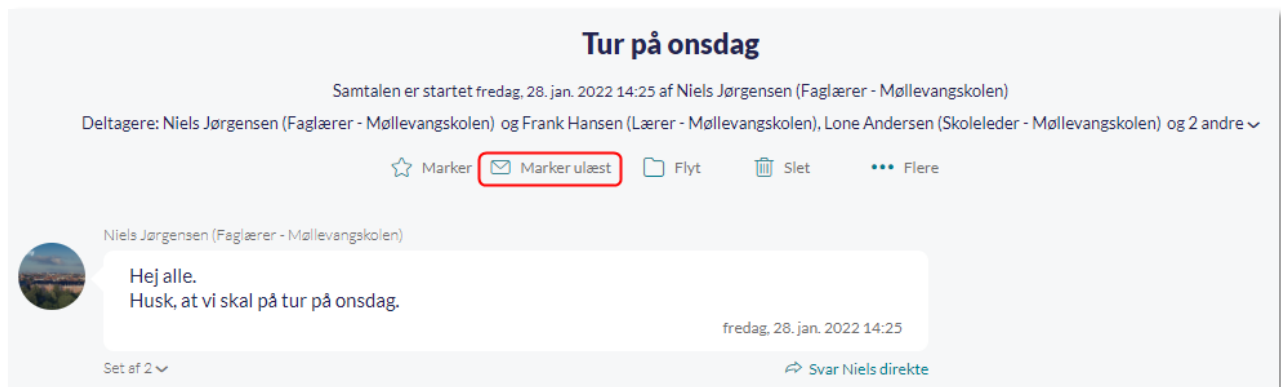 Tur på onsdag
Samtalen er startet fredag, 28. jan. 2022 14:25 af Niels Jørgensen (Faglærer - Møllevangskolen)
Deltagere: Niels Jørgensen (Faglærer - Møllevangskolen) og Frank Hansen (Lærer - Møllevangskolen), Lone Andersen (Skoleleder - Møllevangskolen) og 2 andre
Marker Marker ulæst Flyt Slet Flere
Niels Jørgensen (Faglærer - Møllevangskolen)
Hej alle.
Husk, at vi skal på tur på onsdag.
fredag, 28. jan. 2022 14:25
Set af 2 Svar Niels direkte